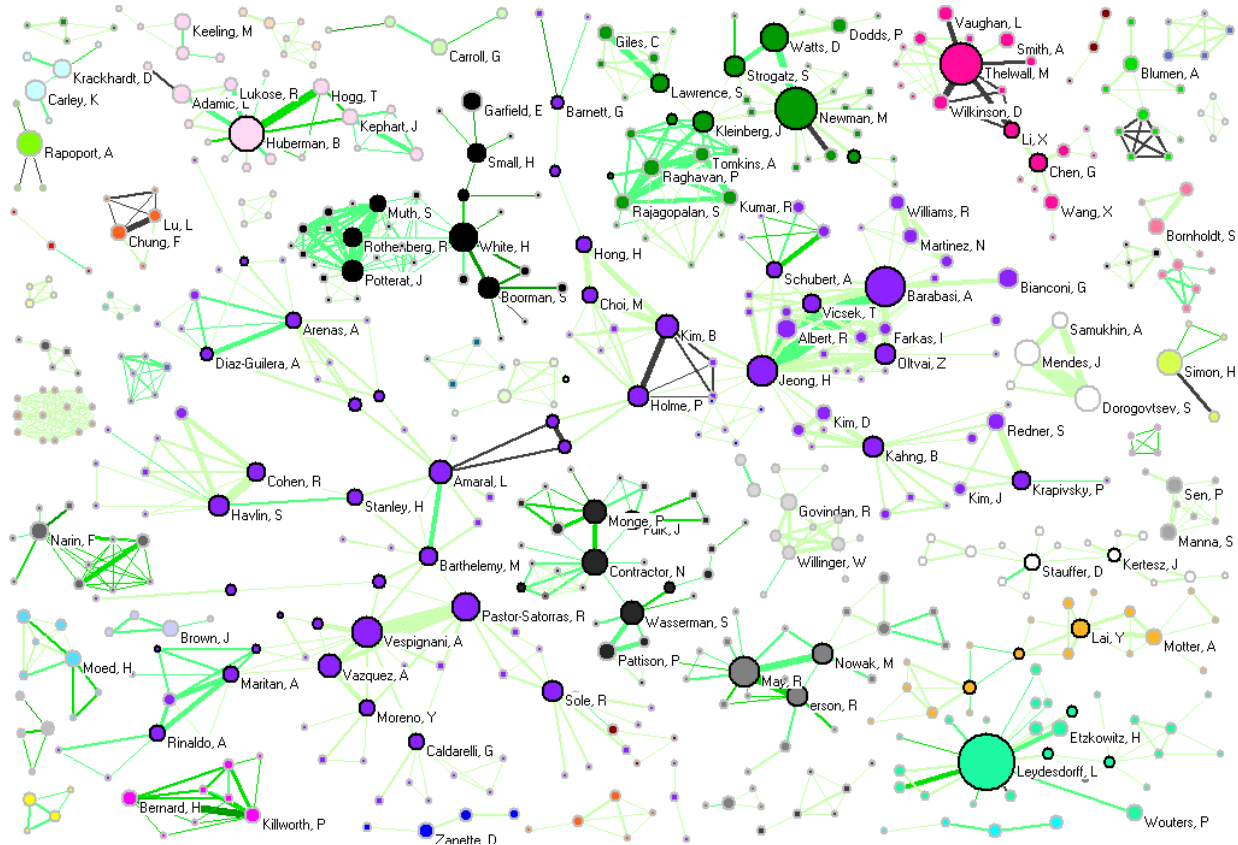 Keeling, M
Carroll, G
Giles, C
Watts, D
Dodds, P
Vaughan, L
Smith, A
Krackhardt, D
Carley, K
Adamic, L
Lukose, R
Hogg, T
Strogatz, S
Thelwall, M
Blumen, A
Garfield, E
Barnett, G
Lawrence, S
Newman, M
Wilkinson, D
Huberman, B
Kephart, J
Kleinberg, J
Li, X
Rapoport, A
Small, H
Tomkins, A
Raghavan, P
Chen, G
Lu, L
Chung, F
Muth, S
Rothenberg, R
Potterat, J
White, H
Rajagopalan, S
Kumar, R
Williams, R
Martinez, N
Wang, X
Bornholdt, S
Hong, H
Schubert, A
Boorman, S
Choi, M
Barabasi, A
Bianconi, G
Arenas, A
Vicsek, T
Diaz-Guilera, A
Kim, B
Albert, R
Farkas, I
Oltvai, Z
Samukhin, A
Mendes, J
Simon, H
Jeong, H
Holme, P
Dorogovtsev, S
Kim, D
Redner, S
Kahng, B
Cohen, R
Amaral, L
Stanley, H
Havlin, S
Kim, J
Krapivsky, P
Sen, P
Manna, S
Monge, P
Govindan, R
Narin, F
Willinger, W
Contractor, N
Barthelemy, M
Stauffer, D
Kertesz, J
Pastor-Satorras, R
Wasserman, S
Brown, J
Vespignani, A
Lai, Y
Motter, A
Moed, H
Maritan, A
Vazquez, A
Pattison, P
Nowak, M
May, R
Sole, R
Moreno, Y
Rinaldo, A
Caldarelli, G
Etzkowitz, H
Leydesdorff, L
Bernard, H
Killworth, P
Wouters, P
Zanette, D